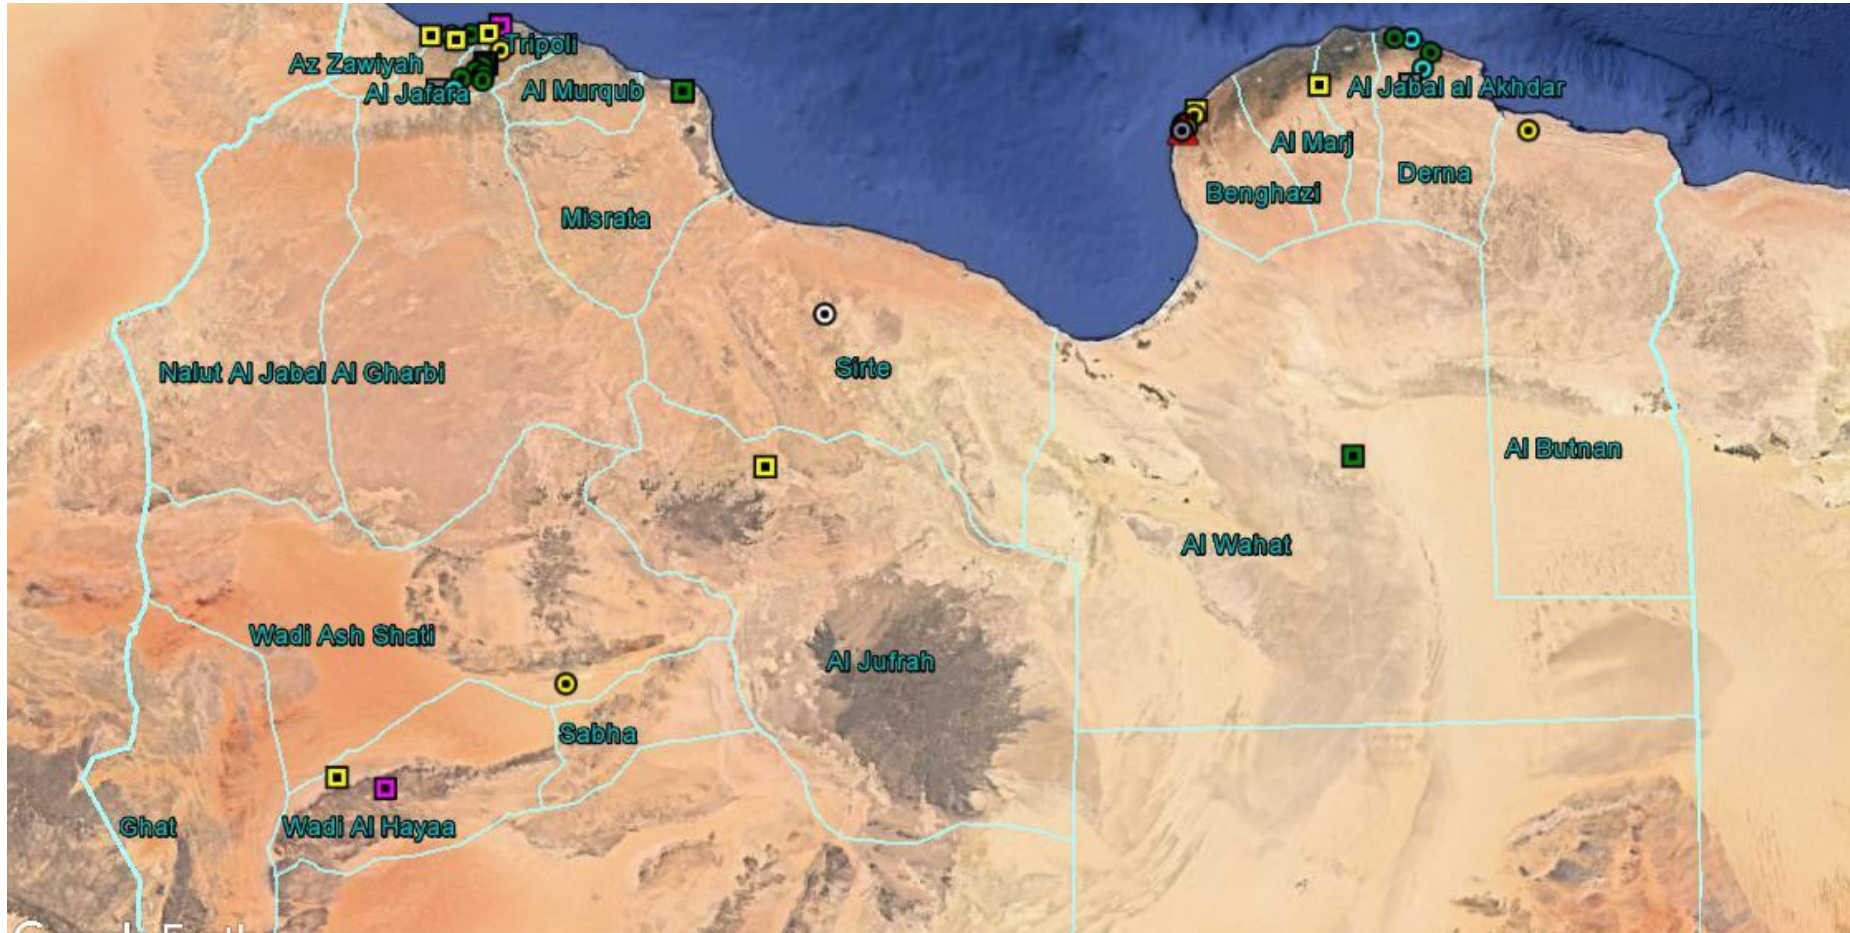 Tripoli
Az Zawiyah
Al Jafara
Al Murqub
Al Jabal al Akhdar
Al Marj
Derna
Benghazi
Misrata
Nalut Al Jabal Al Gharbi
Sirte
Al Butnan
Al Wahat
Wadi Ash Shati
Al Jufrah
Sabha
Ghat
Wadi Al Hayaa